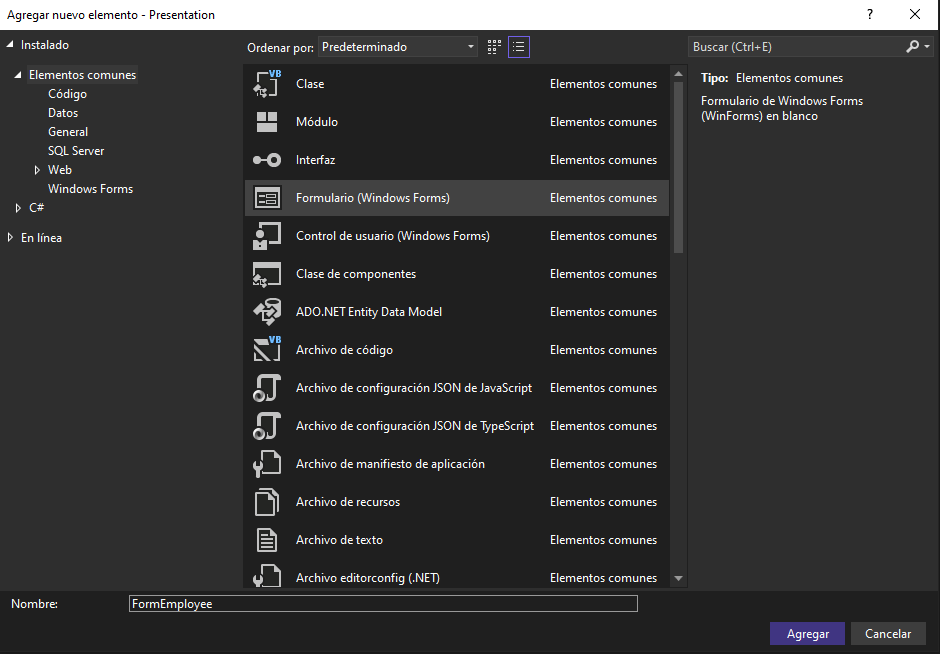 Agregar nuevo elemento - Presentation
?
Instalado
Elementos comunes
Código
Datos
General
SQL Server
Web
Windows Forms
C#
En línea
Ordenar por: Predeterminado
VB Clase Elementos comunes
Módulo Elementos comunes
Interfaz Elementos comunes
Formulario (Windows Forms) Elementos comunes
Control de usuario (Windows Forms) Elementos comunes
Clase de componentes Elementos comunes
ADO.NET Entity Data Model Elementos comunes
VB Archivo de código Elementos comunes
Archivo de configuración JSON de JavaScript Elementos comunes
Archivo de configuración JSON de TypeScript Elementos comunes
Archivo de manifiesto de aplicación Elementos comunes
Archivo de recursos Elementos comunes
Archivo de texto Elementos comunes
Archivo editorconfig (.NET) Elementos comunes
Buscar (Ctrl+E)
Tipo: Elementos comunes
Formulario de Windows Forms
(WinForms) en blanco
Nombre: FormEmployee
Agregar Cancelar